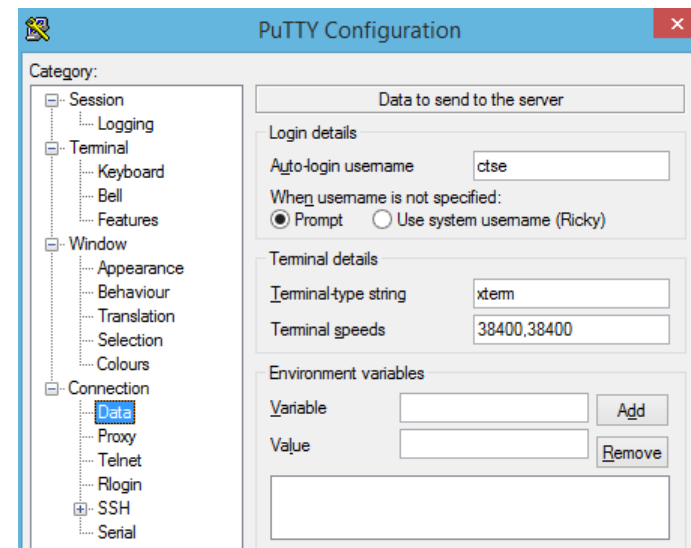 PuTTY Configuration
Category:
Session
Logging
Terminal
Keyboard
Bell
Features
Window
Appearance
Behaviour
Translation
Selection
Colours
Connection
Data
Proxy
Telnet
Rlogin
SSH
Serial
Data to send to the server
Login details
Auto-login username ctse
When username is not specified:
Prompt Use system username (Ricky)
Terminal details
Terminal-type string xterm
Terminal speeds 38400,38400
Environment variables
Variable Add
Value Remove